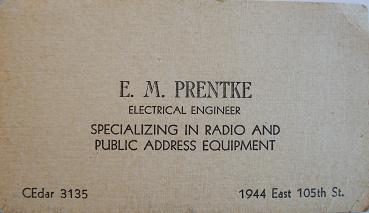 E. M. PRENTKE
ELECTRICAL ENGINEER
SPECIALIZING IN RADIO AND
PUBLIC ADDRESS EQUIPMENT
CEdar 3135
1944 East 105th St.